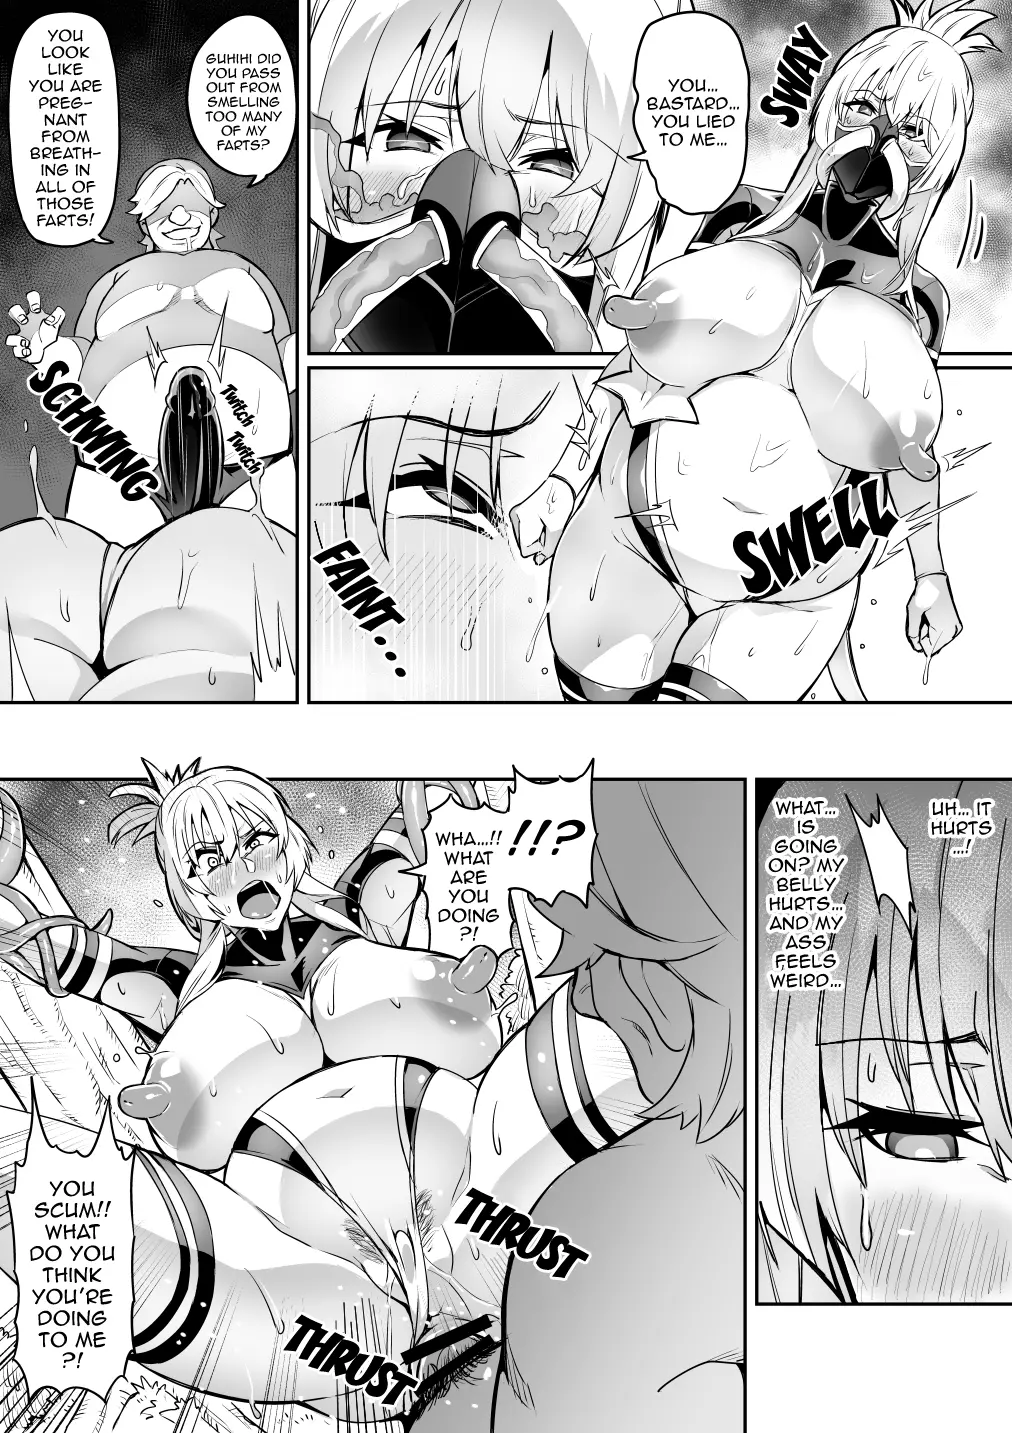 YOU...
BASTARD...
YOU LIED
TO ME...
SWAY
SWELL
FAINT...
GUHIHI DID
YOU PASS
OUT FROM
SMELLING
TOO MANY
OF MY
FARTS?
YOU
LOOK
LIKE
YOU ARE
PREG-
NANT
FROM
BREATH-
ING IN
ALL OF
THOSE
FARTS!
SCHWING
Twitch
Twitch
UH... IT
HURTS
...!
WHAT...
IS
GOING
ON? MY
BELLY
HURTS...
AND MY
ASS
FEELS
WEIRD...
!!?
WHA...!!
WHAT
ARE
YOU
DOING
?!
THRUST
THRUST
YOU
SCUM!!
WHAT
DO YOU
THINK
YOU'RE
DOING
TO ME
?!